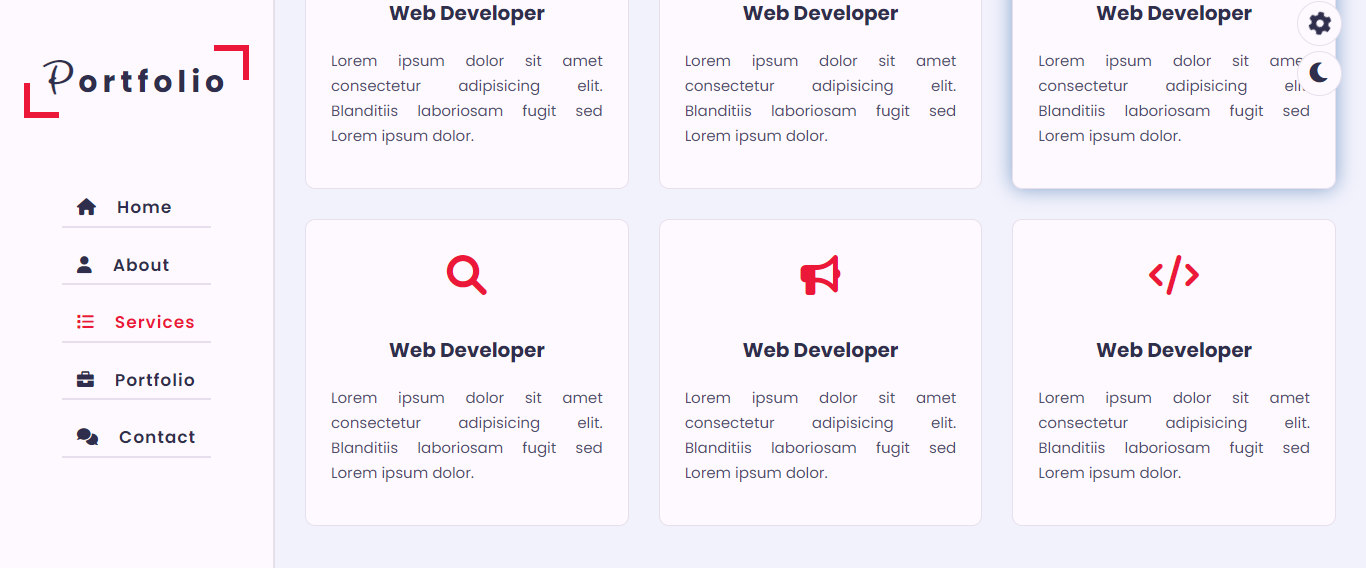 Portfolio
Home
About
Services
Portfolio
Contact
Web Developer
Lorem ipsum dolor sit amet
consectetur adipisicing elit.
Blanditiis laboriosam fugit sed
Lorem ipsum dolor.
Web Developer
Lorem ipsum dolor sit amet
consectetur adipisicing elit.
Blanditiis laboriosam fugit sed
Lorem ipsum dolor.
Web Developer
Lorem ipsum dolor sit amet
consectetur adipisicing elit.
Blanditiis laboriosam fugit sed
Lorem ipsum dolor.
Web Developer
Lorem ipsum dolor sit amet
consectetur adipisicing elit.
Blanditiis laboriosam fugit sed
Lorem ipsum dolor.
Web Developer
Lorem ipsum dolor sit amet
consectetur adipisicing elit.
Blanditiis laboriosam fugit sed
Lorem ipsum dolor.
Web Developer
Lorem ipsum dolor sit amet
consectetur adipisicing elit.
Blanditiis laboriosam fugit sed
Lorem ipsum dolor.